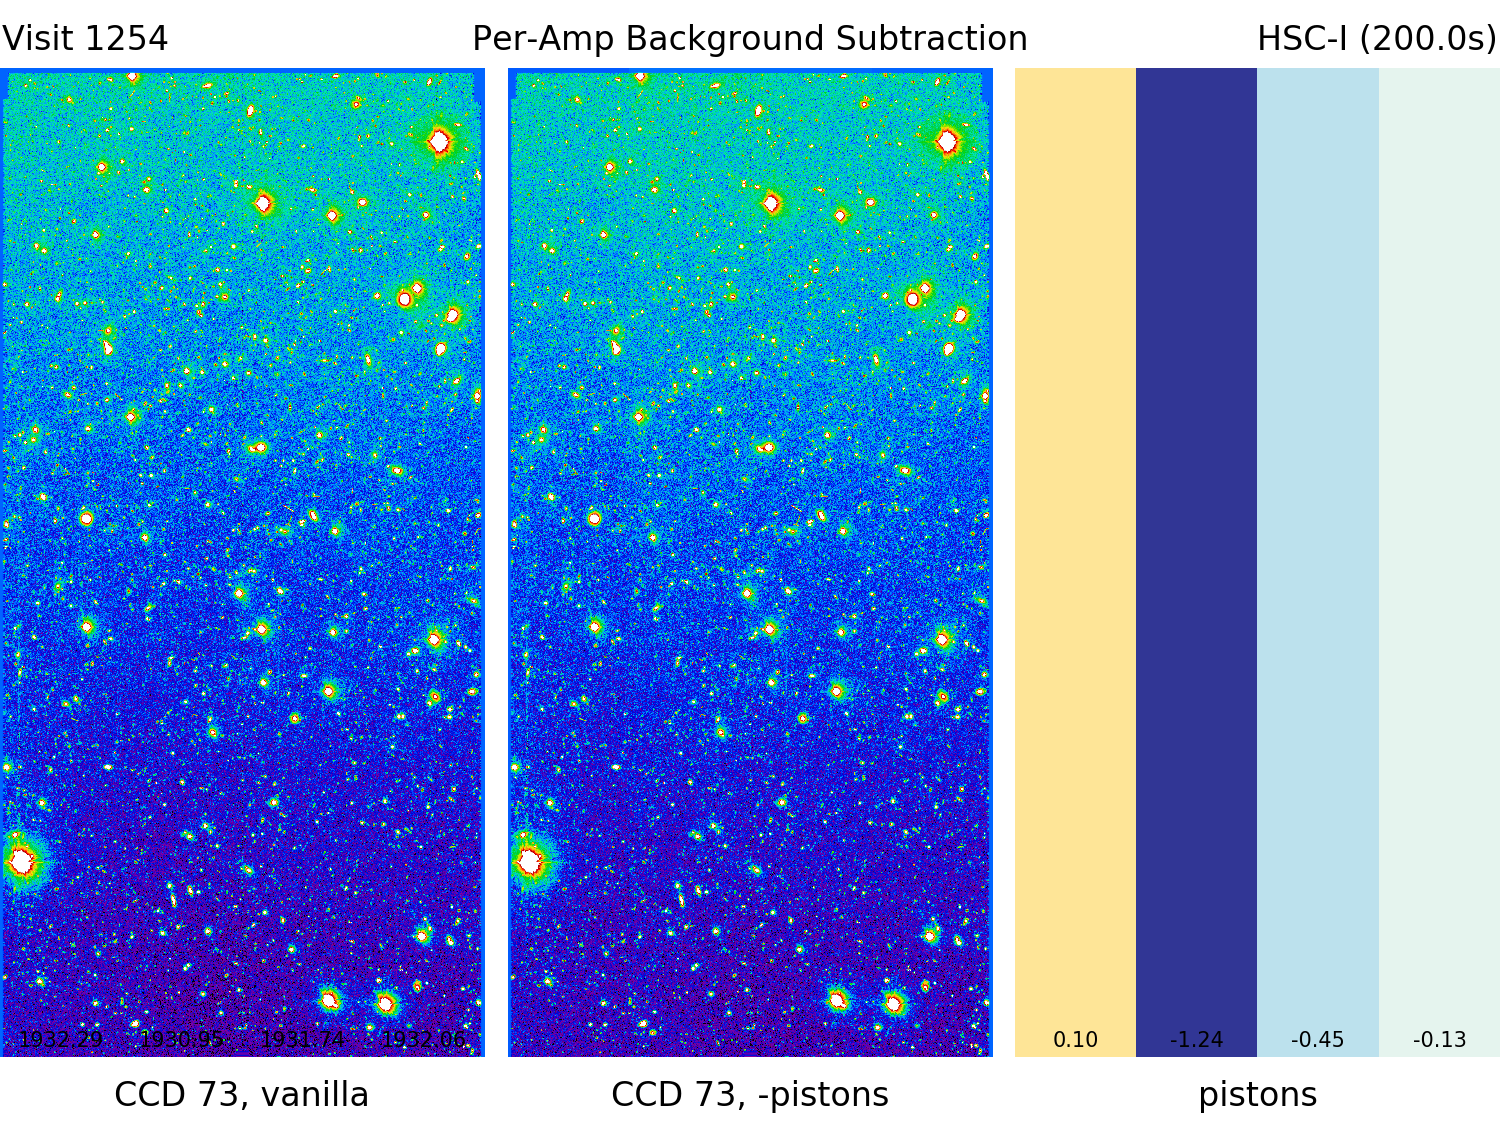 Visit 1254 Per-Amp Background Subtraction HSC-I (200.0s)
1932.29 1930.95 1931.74 1932.06 0.10 -1.24 -0.45 -0.13
CCD 73, vanilla CCD 73, -pistons pistons